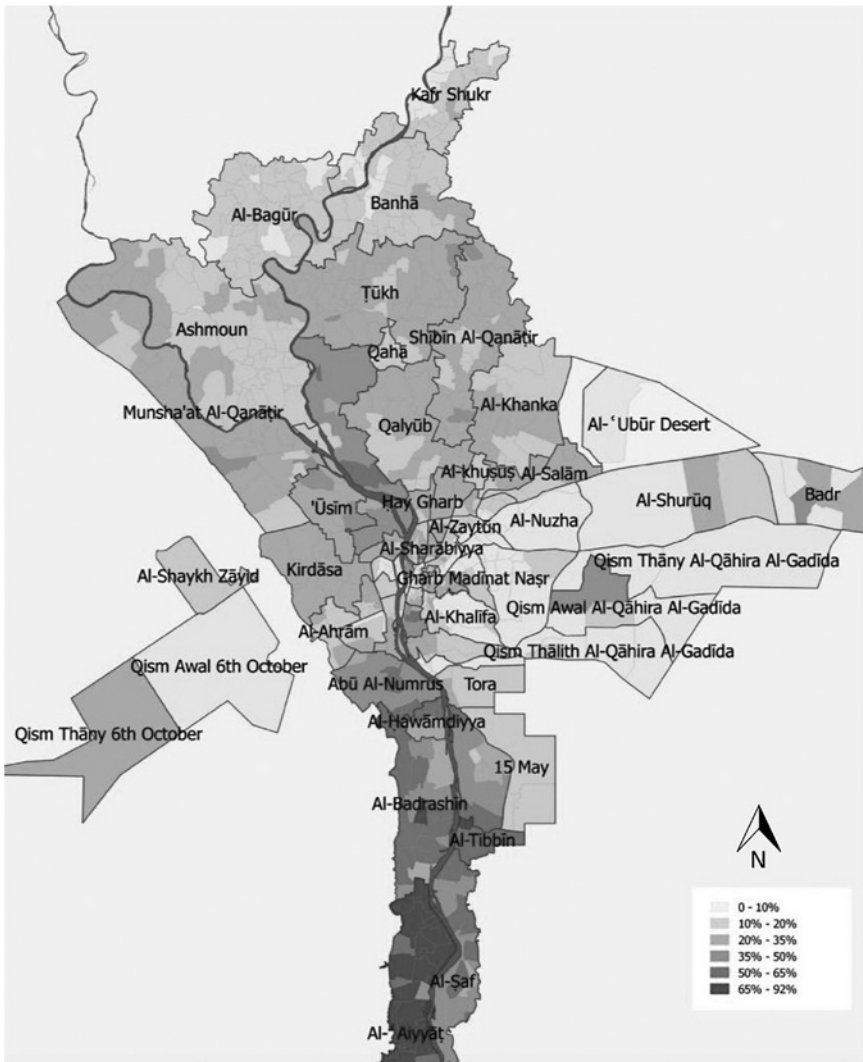 Kafr Shukr
Banhā
Al-Bagūr
Ṭūkh
Ashmoun
Shibīn Al-Qanāṭir
Qahā
Al-Khanka
Munsha'at Al-Qanāṭir
Qalyūb
Al-ʿUbūr Desert
Al-khuṣūṣ
Al-Salām
Al-Shurūq
Badr
'Ūsīm
Ḥay Gharb
Al-Nuzha
Al-Zaytūn
Al-Sharābiyya
Qism Thāny Al-Qāhira Al-Gadīda
Al-Shaykh Zāyid
Kirdāsa
Gharb Madīnat Naṣr
Qism Awal Al-Qāhira Al-Gadīda
Al-Khalīfa
Al-Ahrām
Qism Thālith Al-Qāhira Al-Gadīda
Qism Awal 6th October
Abū Al-Numrus
Tora
Al-Ḥawāmdiyya
Qism Thāny 6th October
15 May
Al-Badrashīn
Al-Tibbīn
N
0 - 10%
10% - 20%
20% - 35%
35% - 50%
50% - 65%
65% - 92%
Al-Ṣaf
Al-ʿAiyyāṭ